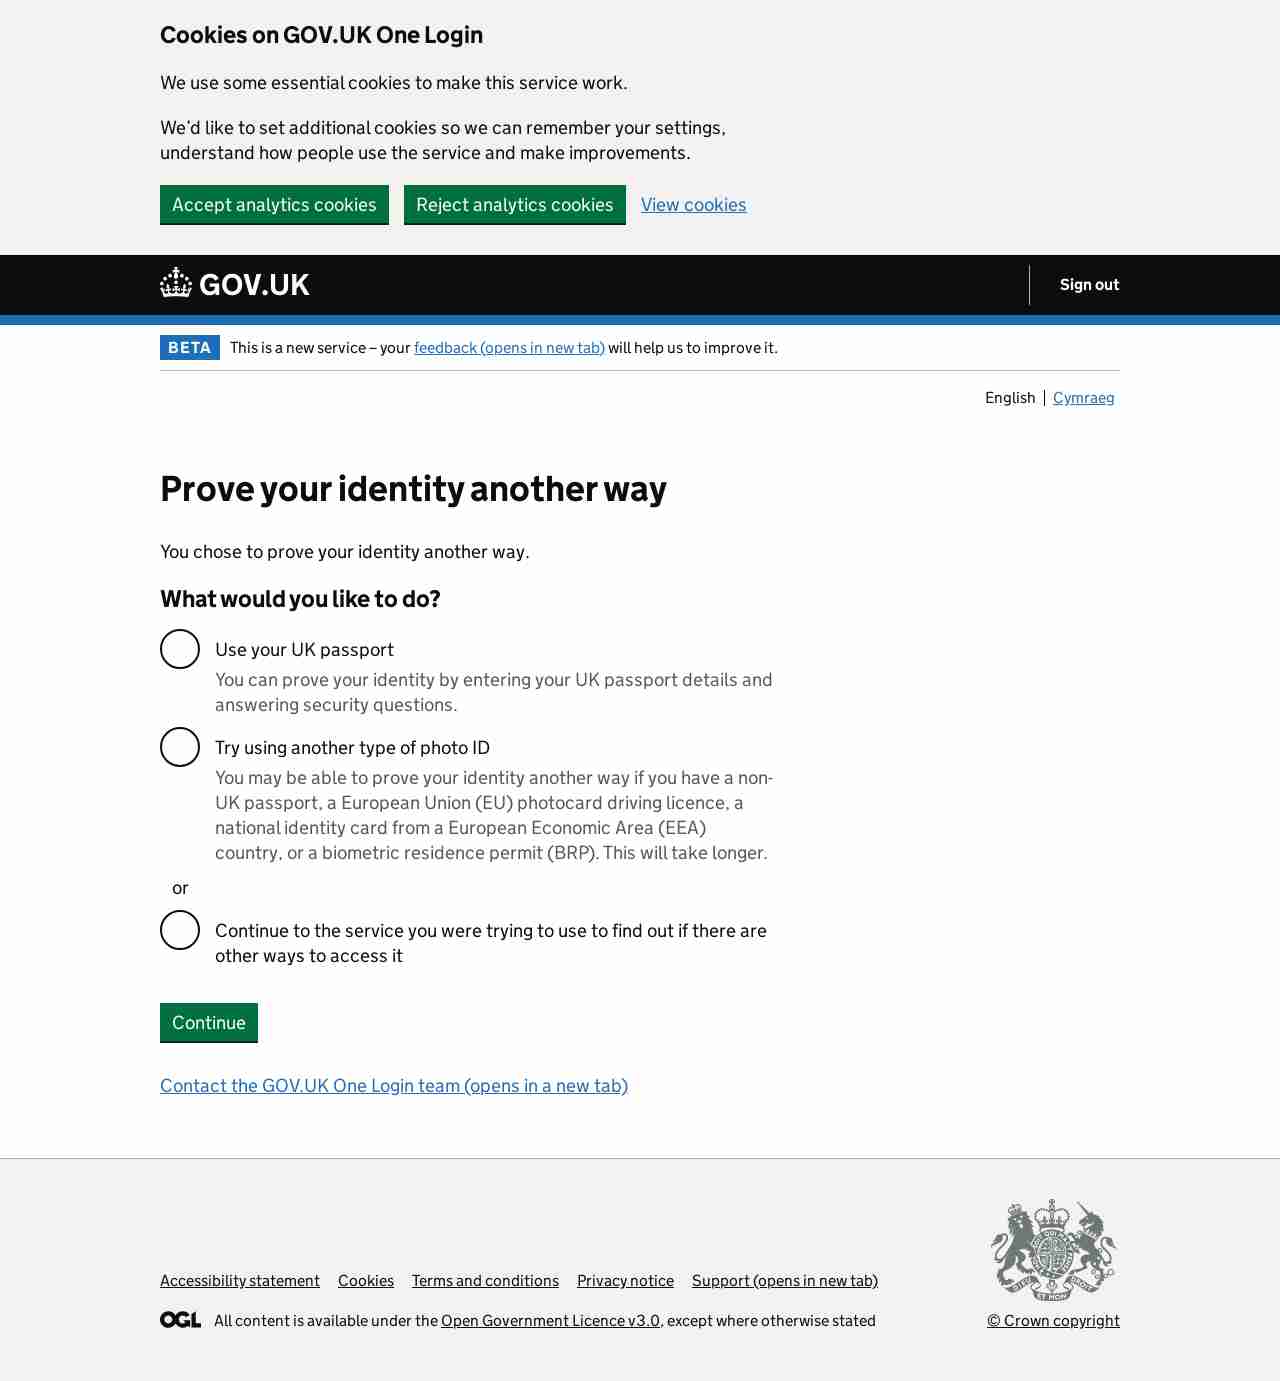 Cookies on GOV.UK One Login
We use some essential cookies to make this service work.
We'd like to set additional cookies so we can remember your settings,
understand how people use the service and make improvements.
Accept analytics cookies Reject analytics cookies View cookies
GOV.UK Sign out
BETA This is a new service – your feedback (opens in new tab) will help us to improve it.
English Cymraeg
Prove your identity another way
You chose to prove your identity another way.
What would you like to do?
Use your UK passport
You can prove your identity by entering your UK passport details and
answering security questions.
Try using another type of photo ID
You may be able to prove your identity another way if you have a non-
UK passport, a European Union (EU) photocard driving licence, a
national identity card from a European Economic Area (EEA)
country, or a biometric residence permit (BRP). This will take longer.
or
Continue to the service you were trying to use to find out if there are
other ways to access it
Continue
Contact the GOV.UK One Login team (opens in a new tab)
Accessibility statement Cookies Terms and conditions Privacy notice Support (opens in new tab)
OGL All content is available under the Open Government Licence v3.0, except where otherwise stated
© Crown copyright